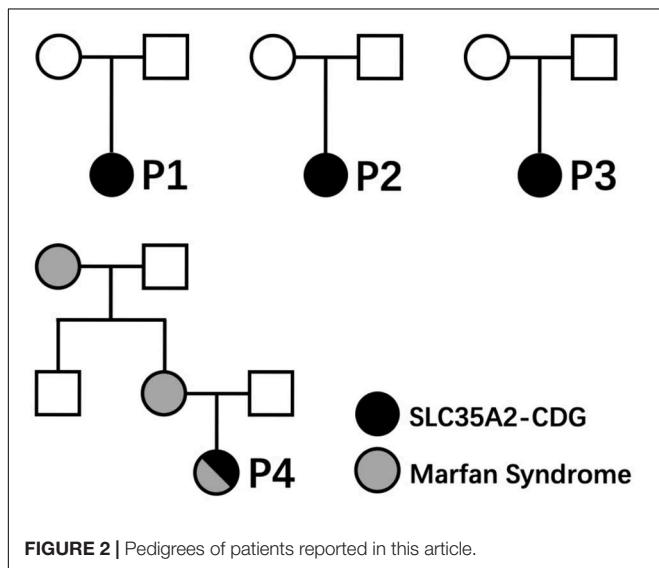 P1
P2
P3
SLC35A2-CDG
P4
Marfan Syndrome
FIGURE 2 | Pedigrees of patients reported in this article.